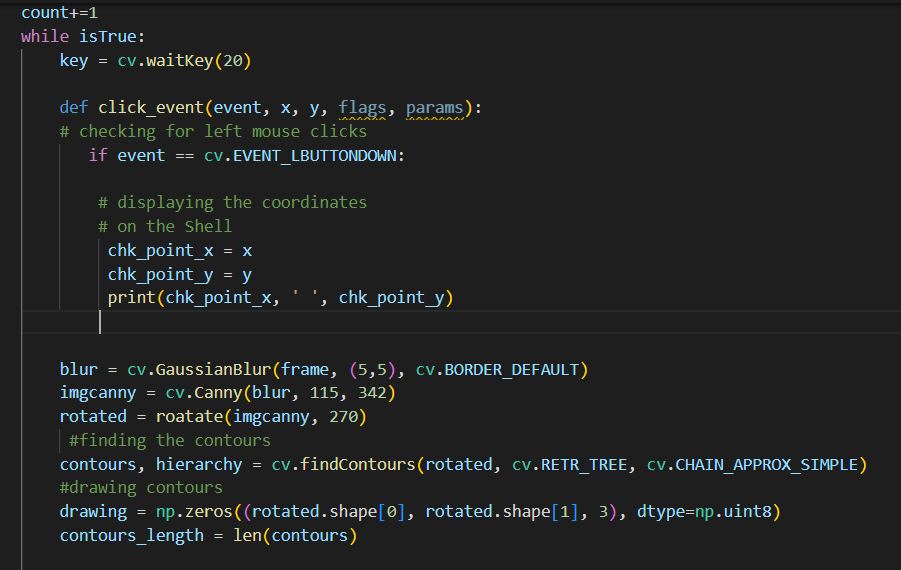 count+=1
while isTrue:
    key = cv.waitKey(20)

    def click_event(event, x, y, flags, params):
    # checking for left mouse clicks
       if event == cv.EVENT_LBUTTONDOWN:

        # displaying the coordinates
        # on the Shell
         chk_point_x = x
         chk_point_y = y
         print(chk_point_x, ' ', chk_point_y)

    blur = cv.GaussianBlur(frame, (5,5), cv.BORDER_DEFAULT)
    imgcanny = cv.Canny(blur, 115, 342)
    rotated = roatate(imgcanny, 270)
     #finding the contours
    contours, hierarchy = cv.findContours(rotated, cv.RETR_TREE, cv.CHAIN_APPROX_SIMPLE)
    #drawing contours
    drawing = np.zeros((rotated.shape[0], rotated.shape[1], 3), dtype=np.uint8)
    contours_length = len(contours)